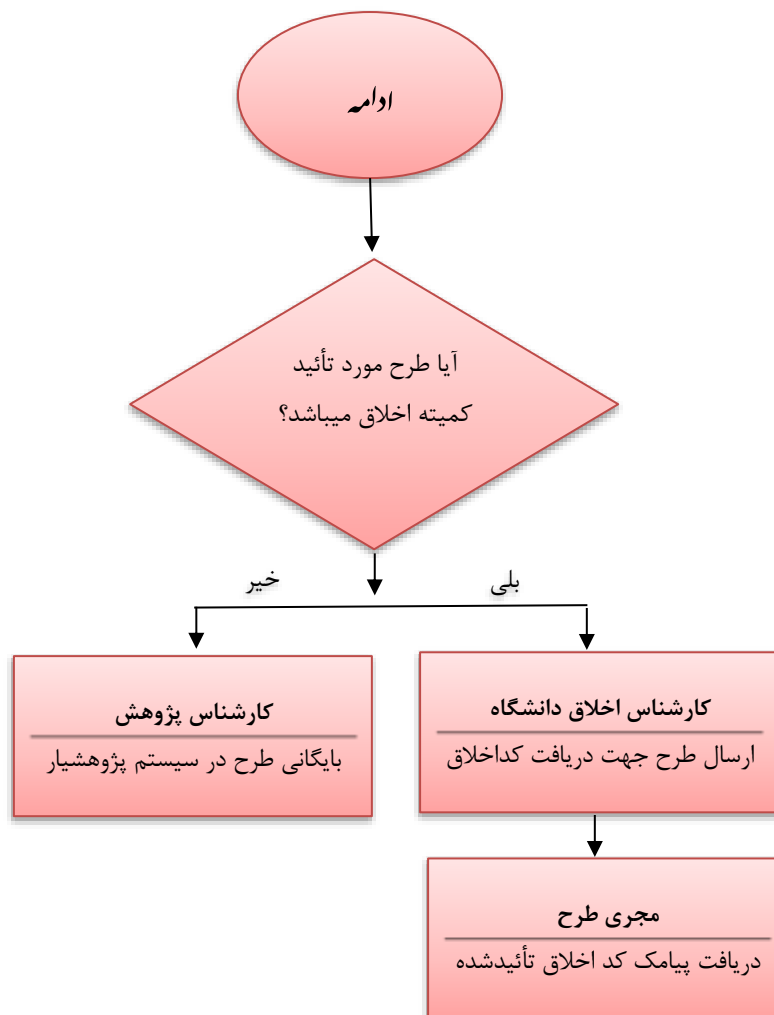 ادامه
آیا طرح مورد تأئید
کمیته اخلاق میباشد؟
بلی
خیر
کارشناس اخلاق دانشگاه
ارسال طرح جهت دریافت کداخلاق
کارشناس پژوهش
بایگانی طرح در سیستم پژوهشیار
مجری طرح
دریافت پیامک کد اخلاق تأئیدشده